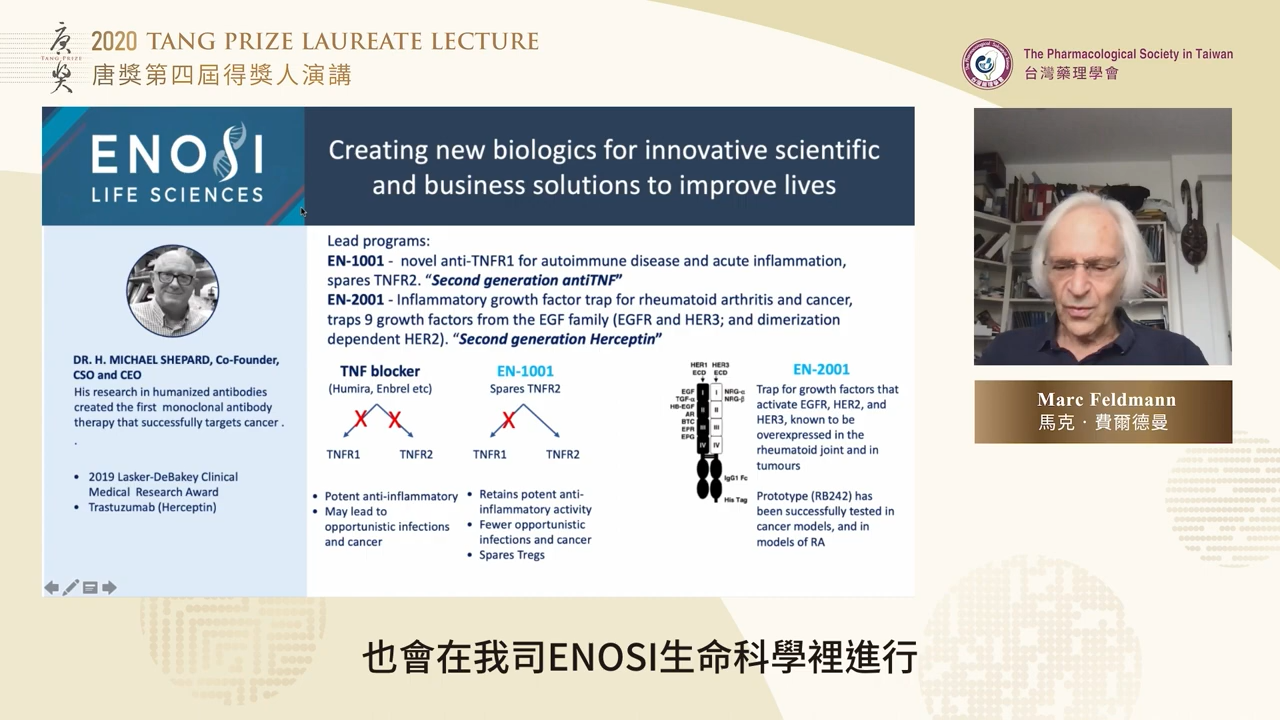 唐獎
TANG PRIZE
2020 TANG PRIZE LAUREATE LECTURE
唐獎第四屆得獎人演講
The Pharmacological Society in Taiwan
台灣藥理學會
ENOSI
LIFE SCIENCES
Creating new biologics for innovative scientific
and business solutions to improve lives
DR. H. MICHAEL SHEPARD, Co-Founder,
CSO and CEO
His research in humanized antibodies
created the first monoclonal antibody
therapy that successfully targets cancer .
.
• 2019 Lasker-DeBakey Clinical
Medical Research Award
• Trastuzumab (Herceptin)
Lead programs:
EN-1001 - novel anti-TNFR1 for autoimmune disease and acute inflammation,
spares TNFR2. “Second generation antiTNF”
EN-2001 - Inflammatory growth factor trap for rheumatoid arthritis and cancer,
traps 9 growth factors from the EGF family (EGFR and HER3; and dimerization
dependent HER2). “Second generation Herceptin”
TNF blocker
(Humira, Enbrel etc)
X X
TNFR1 TNFR2
• Potent anti-inflammatory
• May lead to
opportunistic infections
and cancer
EN-1001
Spares TNFR2
X
TNFR1 TNFR2
• Retains potent anti-
inflammatory activity
• Fewer opportunistic
infections and cancer
• Spares Tregs
HER1 HER3
ECD ECD
EGF
TGF-α
HB-EGF
AR
BTC
EPR
EPG
I I
II II
III III
IV IV
NRG-α
NRG-β
IgG1 Fc
His Tag
EN-2001
Trap for growth factors that
activate EGFR, HER2, and
HER3, known to be
overexpressed in the
rheumatoid joint and in
tumours
Prototype (RB242) has
been successfully tested in
cancer models, and in
models of RA
Marc Feldmann
馬克·費爾德曼
也會在我司ENOSI生命科學裡進行